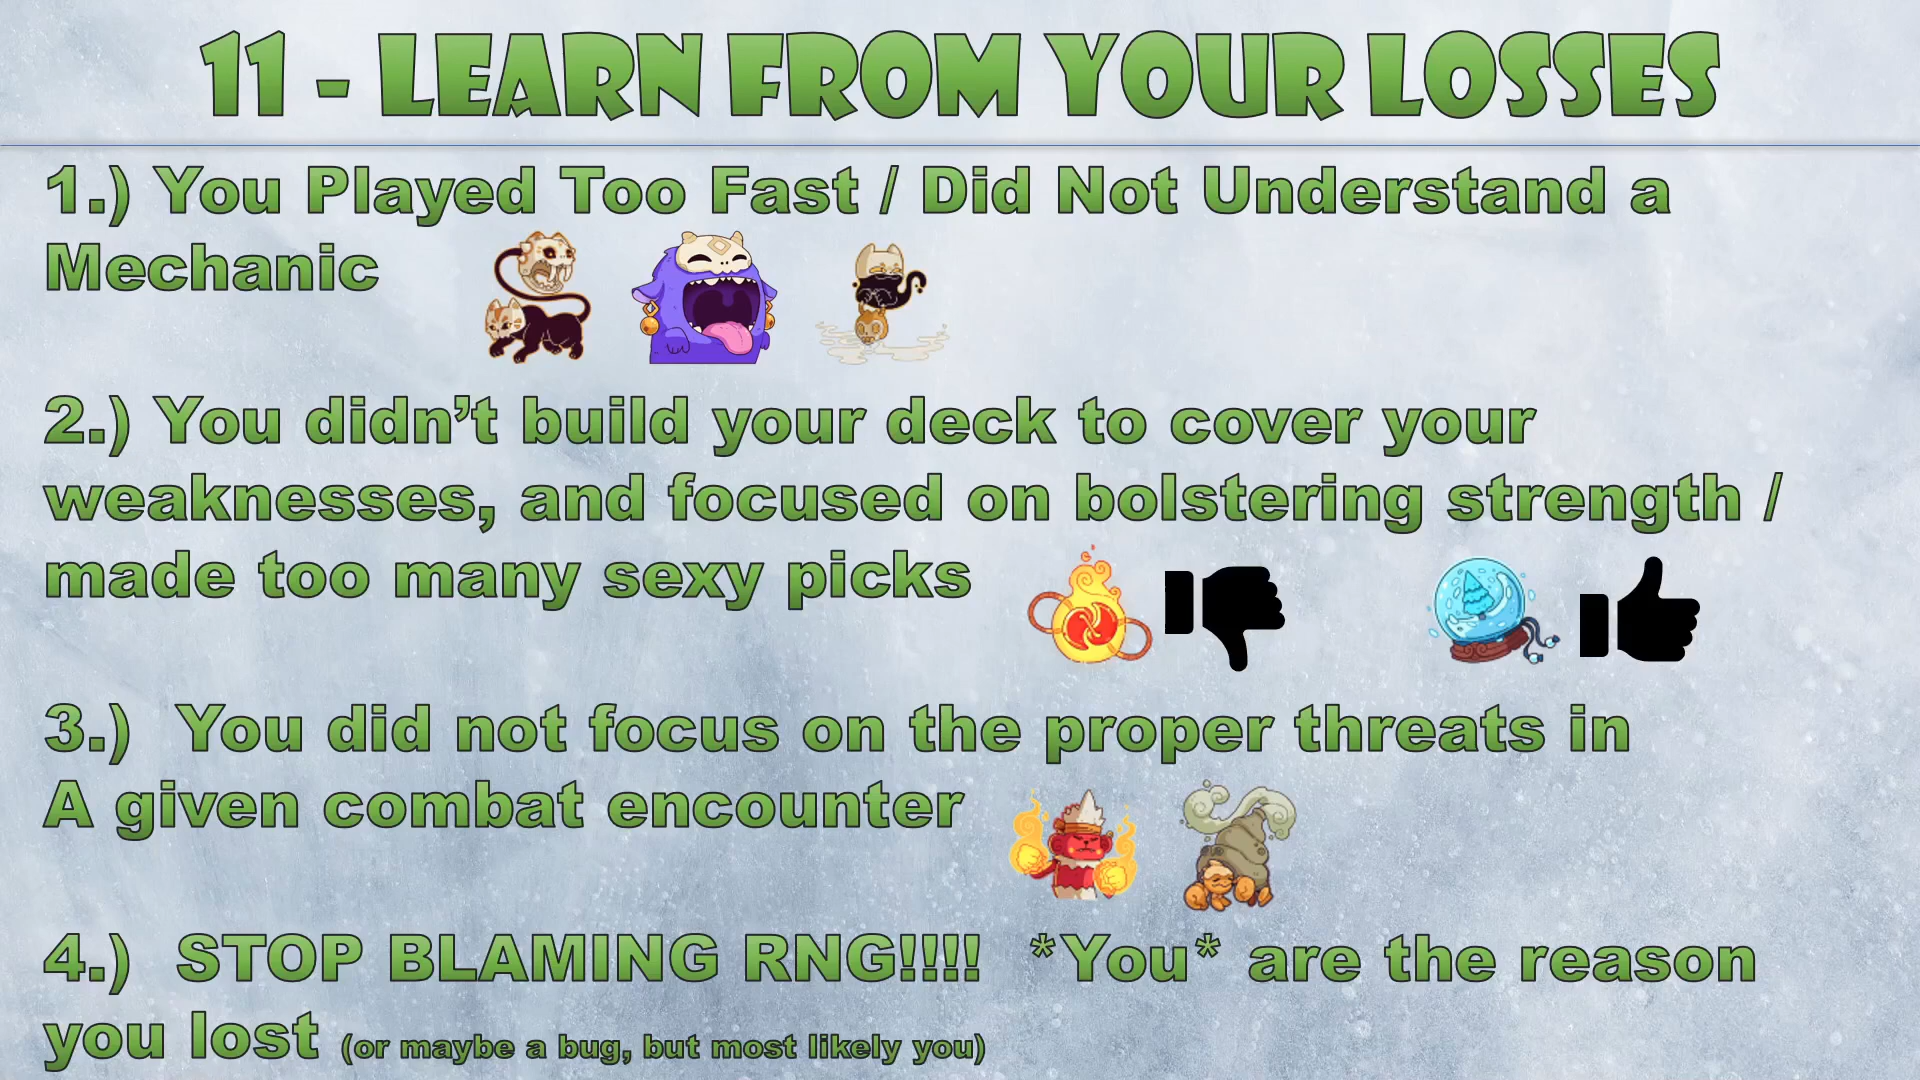 11 - LEARN FROM YOUR LOSSES
1.) You Played Too Fast / Did Not Understand a
Mechanic
2.) You didn’t build your deck to cover your
weaknesses, and focused on bolstering strength /
made too many sexy picks
3.) You did not focus on the proper threats in
A given combat encounter
4.) STOP BLAMING RNG!!!! *You* are the reason
you lost (or maybe a bug, but most likely you)